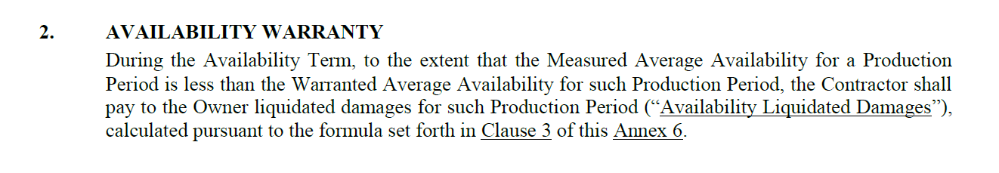 2. AVAILABILITY WARRANTY
During the Availability Term, to the extent that the Measured Average Availability for a Production
Period is less than the Warranted Average Availability for such Production Period, the Contractor shall
pay to the Owner liquidated damages for such Production Period (“Availability Liquidated Damages”),
calculated pursuant to the formula set forth in Clause 3 of this Annex 6.